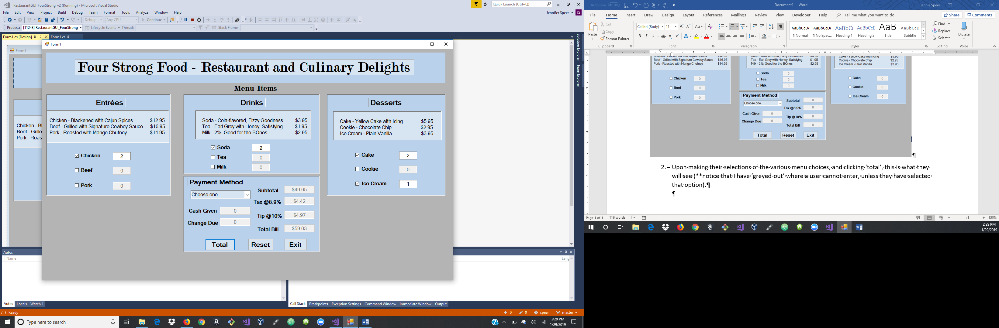 RestaurantGUI_FourStrong_v2 (Running) - Microsoft Visual Studio
Quick Launch (Ctrl+Q)
File Edit View Project Build Debug Team Format Tools Analyze Window Help
Jennifer Speer JS
Debug Any CPU Continue
Process: [11248] RestaurantGUI_FourStrong Lifecycle Events Thread: Stack Frame:
Form1.cs [Design] Form1.cs
Solution Explorer
Team Explorer
Form1
Chicken - B
Beef - Grille
Pork - Roas
Form1
Four Strong Food - Restaurant and Culinary Delights
Menu Items
Entrées
Chicken - Blackened with Cajun Spices $12.95
Beef - Grilled with Signature Cowboy Sauce $16.95
Pork - Roasted with Mango Chutney $14.95
Chicken 2
Beef 0
Pork 0
Drinks
Soda - Cola-flavored; Fizzy Goodness $3.95
Tea - Earl Grey with Honey; Satisfying $1.95
Milk - 2%; Good for the BOnes $2.95
Soda 2
Tea 0
Milk 0
Desserts
Cake - Yellow Cake with Icing $5.95
Cookie - Chocolate Chip $2.95
Ice Cream - Plain Vanilla $3.95
Cake 2
Cookie 0
Ice Cream 1
Payment Method
Choose one
Subtotal $49.65
Tax @8.9% $4.42
Cash Given 0
Tip @10% $4.97
Change Due 0
Total Bill $59.03
Total Reset Exit
Autos
Name
Lang
Autos Locals Watch 1
Call Stack Breakpoints Exception Settings Command Window Immediate Window Output
Ready
0 0 speer master
Type here to search
2:29 PM
1/29/2019
AutoSave Off Document1 - Word Jennie Speer
File Home Insert Draw Design Layout References Mailings Review View Developer Help Tell me what you want to do Share Comments
Paste Cut Copy Format Painter
Calibri (Body) 11
AaBbCcDc AaBbCcDc AaBbCc AaBbCcD AaB AaBbCcD
¶ Normal ¶ No Spac... Heading 1 Heading 2 Title Subtitle
Find Replace Select Dictate
Clipboard Font Paragraph Styles Editing Voice
Beef - Grilled with Signature Cowboy Sauce $16.95
Pork - Roasted with Mango Chutney $14.95
Chicken 0
Beef 0
Pork 0
Tea - Earl Grey with Honey; Satisfying $1.95
Milk - 2%; Good for the BOnes $2.95
Soda 0
Tea 0
Milk 0
Cookie - Chocolate Chip $2.95
Ice Cream - Plain Vanilla $3.95
Cake 0
Cookie 0
Ice Cream 0
Payment Method
Choose one
Subtotal 0
Tax @8.9% 0
Cash Given 0
Tip @10% 0
Change Due 0
Total Bill 0
Total Reset Exit
¶
2. Upon making their selections of the various menu choices, and clicking ‘total’, this is what they
will see (**notice that I have ‘greyed-out’ where a user cannot enter, unless they have selected
that option):¶
¶
Page 1 of 1 116 words 150%
2:29 PM
1/29/2019